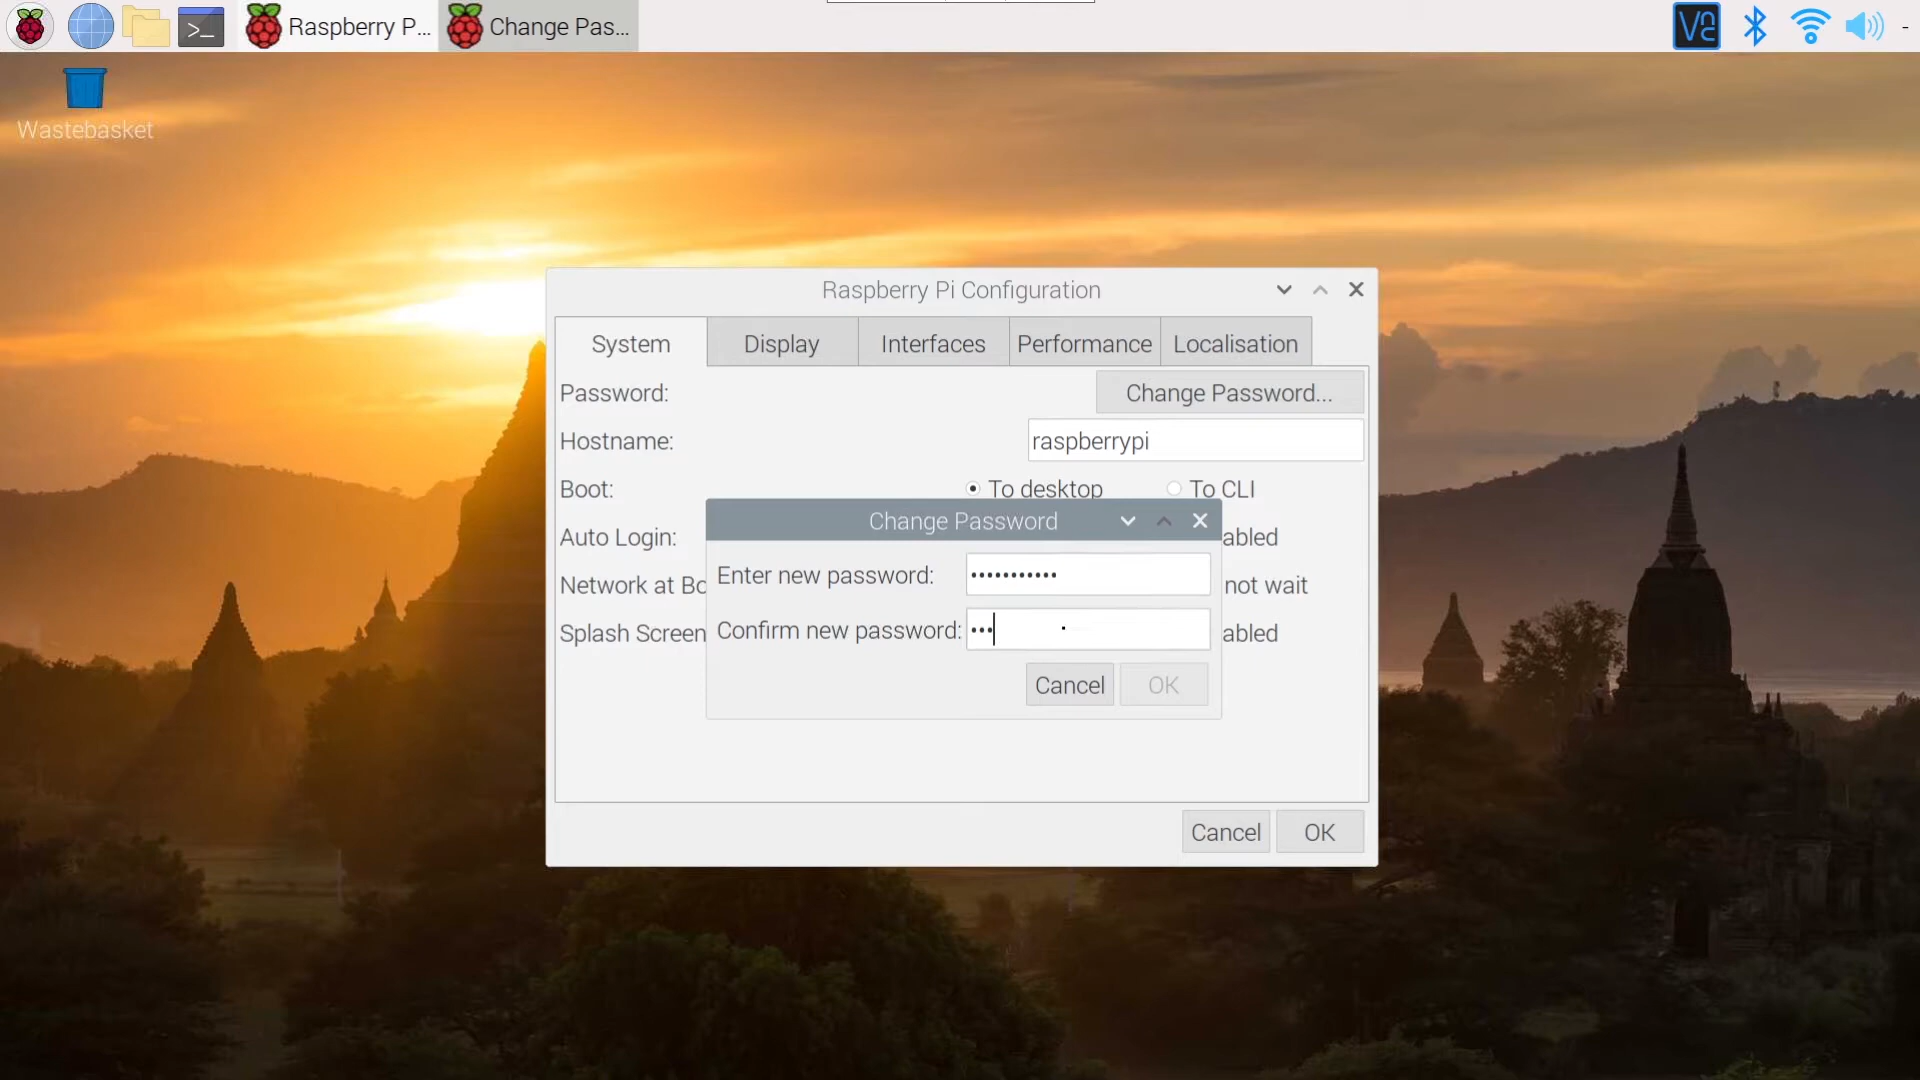 Raspberry P...
Change Pas...
Wastebasket
Raspberry Pi Configuration
System
Display
Interfaces
Performance
Localisation
Password:
Change Password...
Hostname:
raspberrypi
Boot:
To desktop
To CLI
Auto Login:
abled
Network at Bo
not wait
Splash Screen
abled
Change Password
Enter new password:
•••••••••••
Confirm new password:
•••
Cancel
OK
Cancel
OK